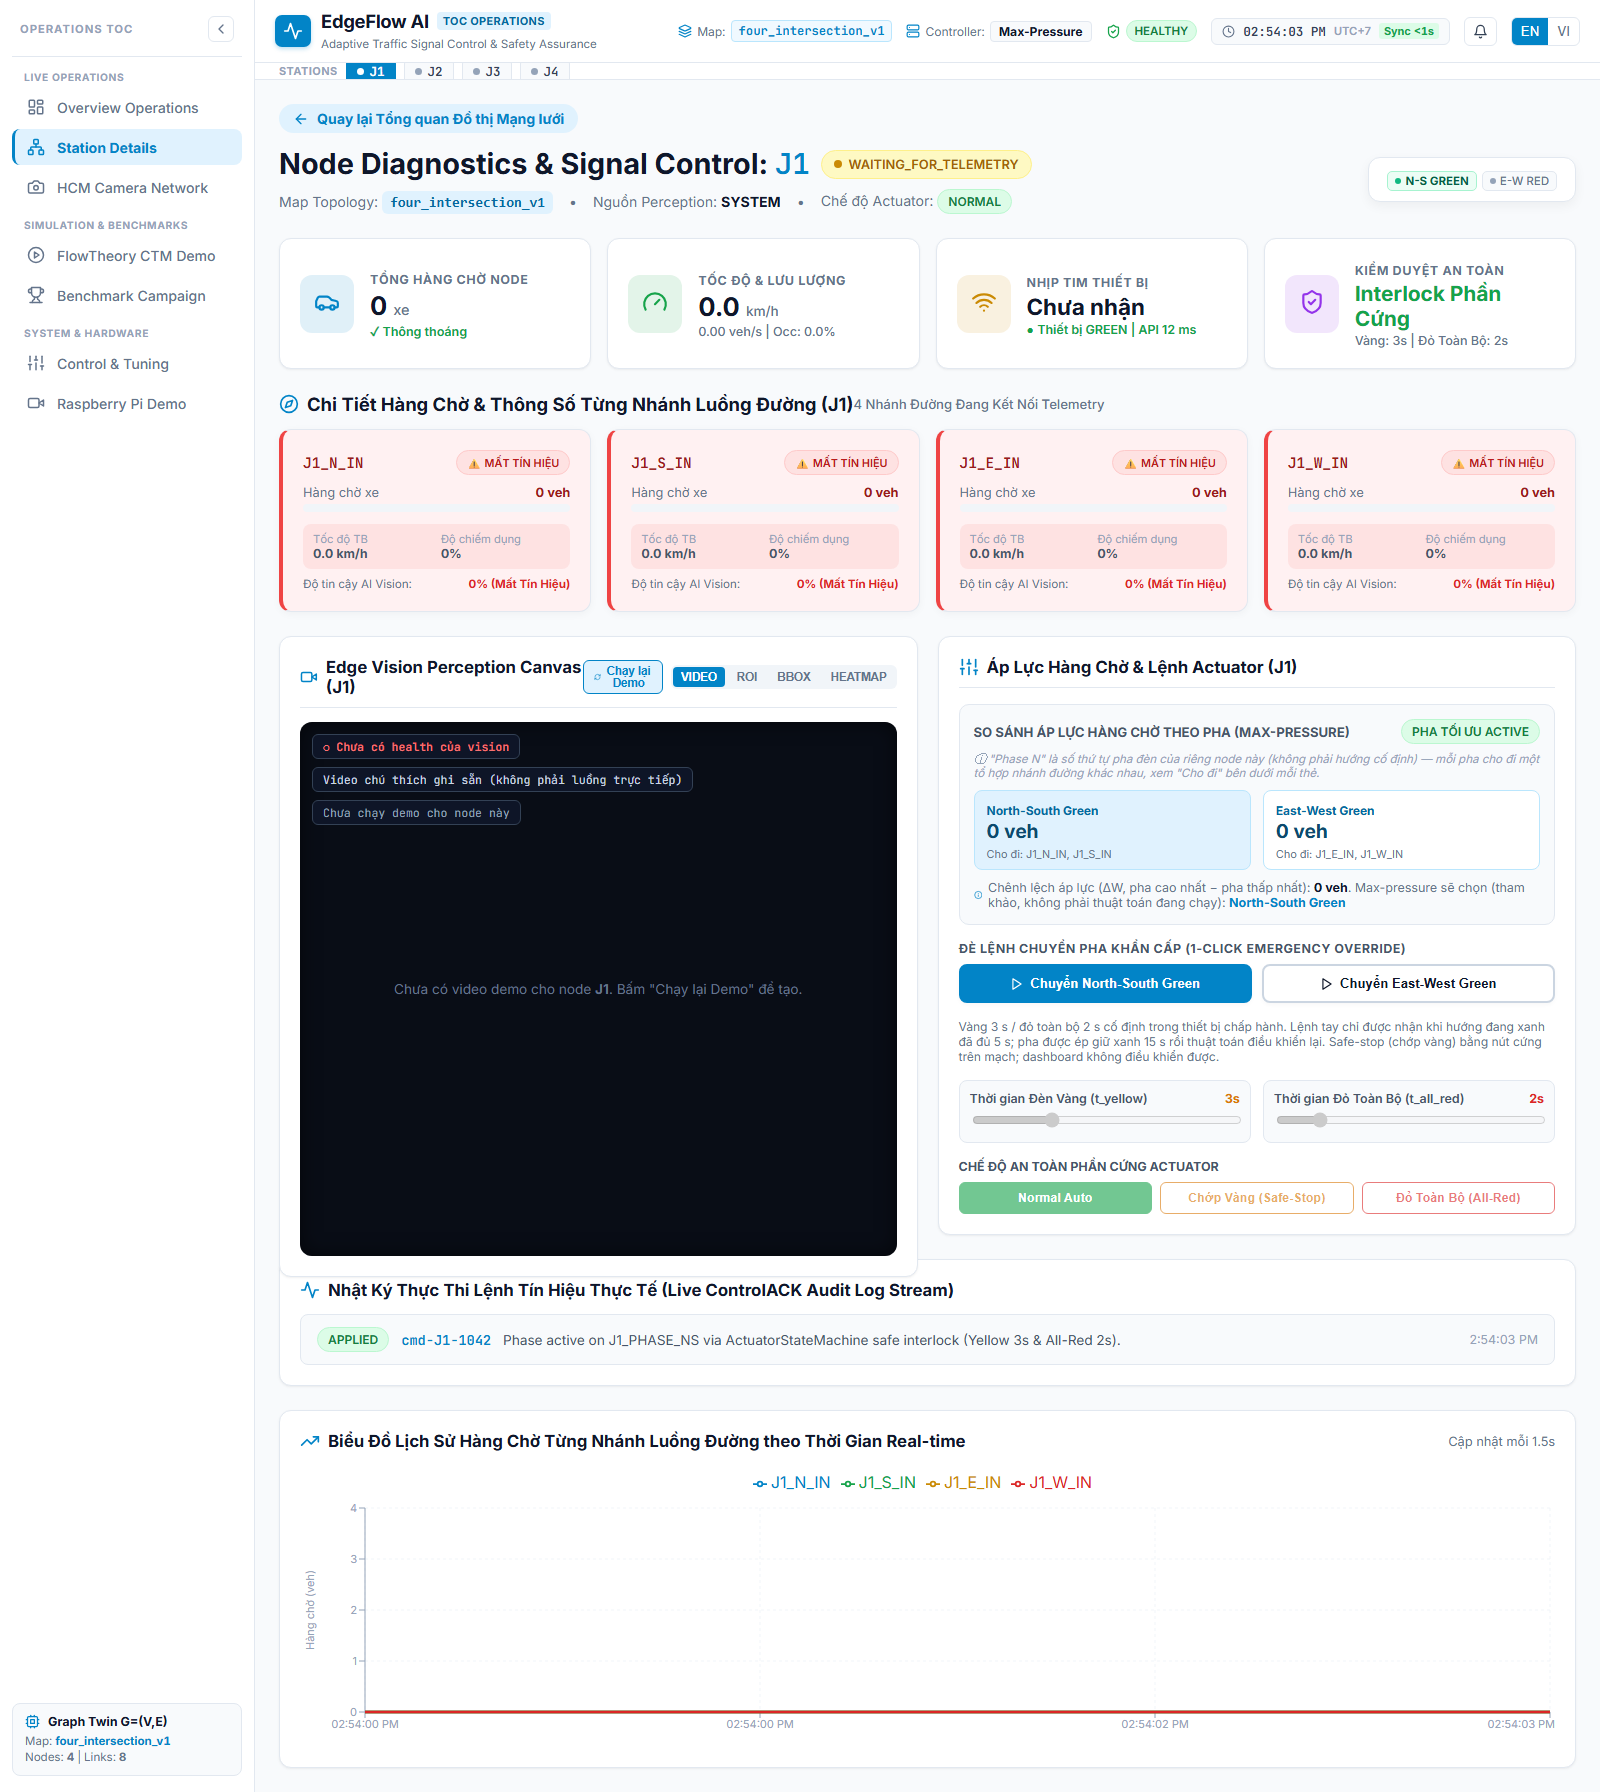 OPERATIONS TOC
LIVE OPERATIONS
Overview Operations
Station Details
HCM Camera Network
SIMULATION & BENCHMARKS
FlowTheory CTM Demo
Benchmark Campaign
SYSTEM & HARDWARE
Control & Tuning
Raspberry Pi Demo
Graph Twin G=(V,E)
Map: four_intersection_v1
Nodes: 4 | Links: 8
EdgeFlow AI TOC OPERATIONS
Adaptive Traffic Signal Control & Safety Assurance
Map: four_intersection_v1 Controller: Max-Pressure HEALTHY 02:54:03 PM UTC+7 Sync <1s EN VI
STATIONS J1 J2 J3 J4
Quay lại Tổng quan Đồ thị Mạng lưới
Node Diagnostics & Signal Control: J1 WAITING_FOR_TELEMETRY
Map Topology: four_intersection_v1 • Nguồn Perception: SYSTEM • Chế độ Actuator: NORMAL
N-S GREEN E-W RED
TỔNG HÀNG CHỜ NODE
0 xe
✓ Thông thoáng
TỐC ĐỘ & LƯU LƯỢNG
0.0 km/h
0.00 veh/s | Occ: 0.0%
NHỊP TIM THIẾT BỊ
Chưa nhận
● Thiết bị GREEN | API 12 ms
KIỂM DUYỆT AN TOÀN
Interlock Phần
Cứng
Vàng: 3s | Đỏ Toàn Bộ: 2s
Chi Tiết Hàng Chờ & Thông Số Từng Nhánh Luồng Đường (J1)4 Nhánh Đường Đang Kết Nối Telemetry
J1_N_IN ⚠ MẤT TÍN HIỆU
Hàng chờ xe 0 veh
Tốc độ TB Độ chiếm dụng
0.0 km/h 0%
Độ tin cậy AI Vision: 0% (Mất Tín Hiệu)
J1_S_IN ⚠ MẤT TÍN HIỆU
Hàng chờ xe 0 veh
Tốc độ TB Độ chiếm dụng
0.0 km/h 0%
Độ tin cậy AI Vision: 0% (Mất Tín Hiệu)
J1_E_IN ⚠ MẤT TÍN HIỆU
Hàng chờ xe 0 veh
Tốc độ TB Độ chiếm dụng
0.0 km/h 0%
Độ tin cậy AI Vision: 0% (Mất Tín Hiệu)
J1_W_IN ⚠ MẤT TÍN HIỆU
Hàng chờ xe 0 veh
Tốc độ TB Độ chiếm dụng
0.0 km/h 0%
Độ tin cậy AI Vision: 0% (Mất Tín Hiệu)
Edge Vision Perception Canvas
(J1)
Chạy lại
Demo
VIDEO ROI BBOX HEATMAP
○ Chưa có health của vision
Video chú thích ghi sẵn (không phải luồng trực tiếp)
Chưa chạy demo cho node này
Chưa có video demo cho node J1. Bấm "Chạy lại Demo" để tạo.
Áp Lực Hàng Chờ & Lệnh Actuator (J1)
SO SÁNH ÁP LỰC HÀNG CHỜ THEO PHA (MAX-PRESSURE) PHA TỐI ƯU ACTIVE
ⓘ "Phase N" là số thứ tự pha đèn của riêng node này (không phải hướng cố định) — mỗi pha cho đi một
tổ hợp nhánh đường khác nhau, xem "Cho đi" bên dưới mỗi thẻ.
North-South Green
0 veh
Cho đi: J1_N_IN, J1_S_IN
East-West Green
0 veh
Cho đi: J1_E_IN, J1_W_IN
Chênh lệch áp lực (ΔW, pha cao nhất − pha thấp nhất): 0 veh. Max-pressure sẽ chọn (tham
khảo, không phải thuật toán đang chạy): North-South Green
ĐÈ LỆNH CHUYỂN PHA KHẨN CẤP (1-CLICK EMERGENCY OVERRIDE)
Chuyển North-South Green Chuyển East-West Green
Vàng 3 s / đỏ toàn bộ 2 s cố định trong thiết bị chấp hành. Lệnh tay chỉ được nhận khi hướng đang xanh
đã đủ 5 s; pha được ép giữ xanh 15 s rồi thuật toán điều khiển lại. Safe-stop (chớp vàng) bằng nút cứng
trên mạch; dashboard không điều khiển được.
Thời gian Đèn Vàng (t_yellow) 3s
Thời gian Đỏ Toàn Bộ (t_all_red) 2s
CHẾ ĐỘ AN TOÀN PHẦN CỨNG ACTUATOR
Normal Auto Chớp Vàng (Safe-Stop) Đỏ Toàn Bộ (All-Red)
Nhật Ký Thực Thi Lệnh Tín Hiệu Thực Tế (Live ControlACK Audit Log Stream)
APPLIED cmd-J1-1042 Phase active on J1_PHASE_NS via ActuatorStateMachine safe interlock (Yellow 3s & All-Red 2s). 2:54:03 PM
Biểu Đồ Lịch Sử Hàng Chờ Từng Nhánh Luồng Đường theo Thời Gian Real-time Cập nhật mỗi 1.5s
J1_N_IN J1_S_IN J1_E_IN J1_W_IN
Hàng chờ (veh)
4
3
2
1
0
02:54:00 PM 02:54:00 PM 02:54:02 PM 02:54:03 PM